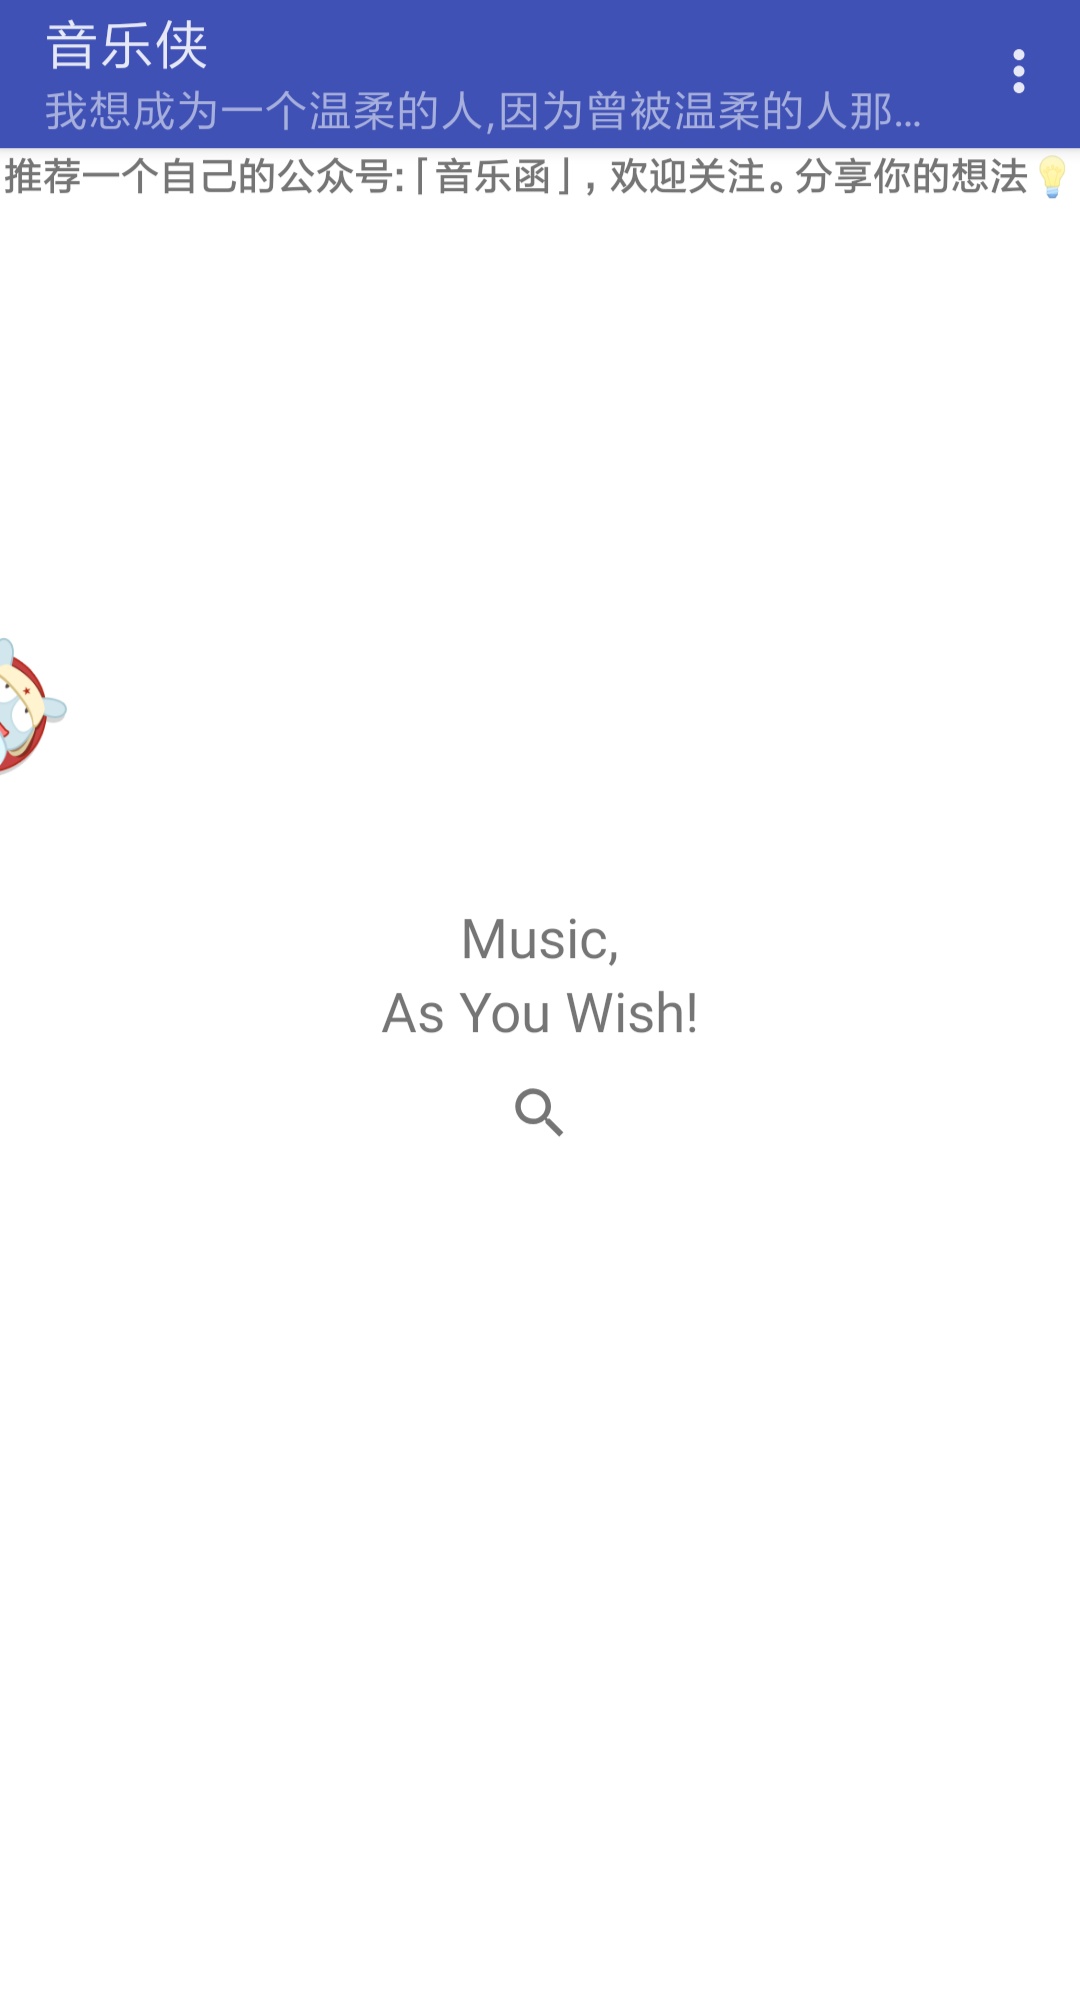 音乐侠
我想成为一个温柔的人,因为曾被温柔的人那...
推荐一个自己的公众号:「音乐函」, 欢迎关注。分享你的想法💡
Music,
As You Wish!